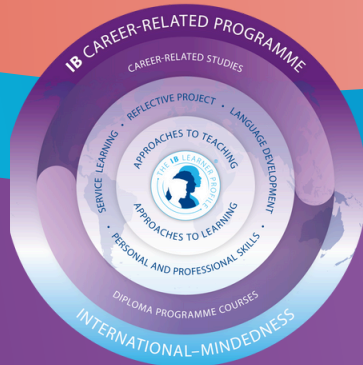 IB CAREER-RELATED PROGRAMME
CAREER-RELATED STUDIES
SERVICE LEARNING • REFLECTIVE PROJECT • LANGUAGE DEVELOPMENT
• PERSONAL AND PROFESSIONAL SKILLS •
APPROACHES TO TEACHING
THE IB LEARNER PROFILE
APPROACHES TO LEARNING
DIPLOMA PROGRAMME COURSES
INTERNATIONAL–MINDEDNESS